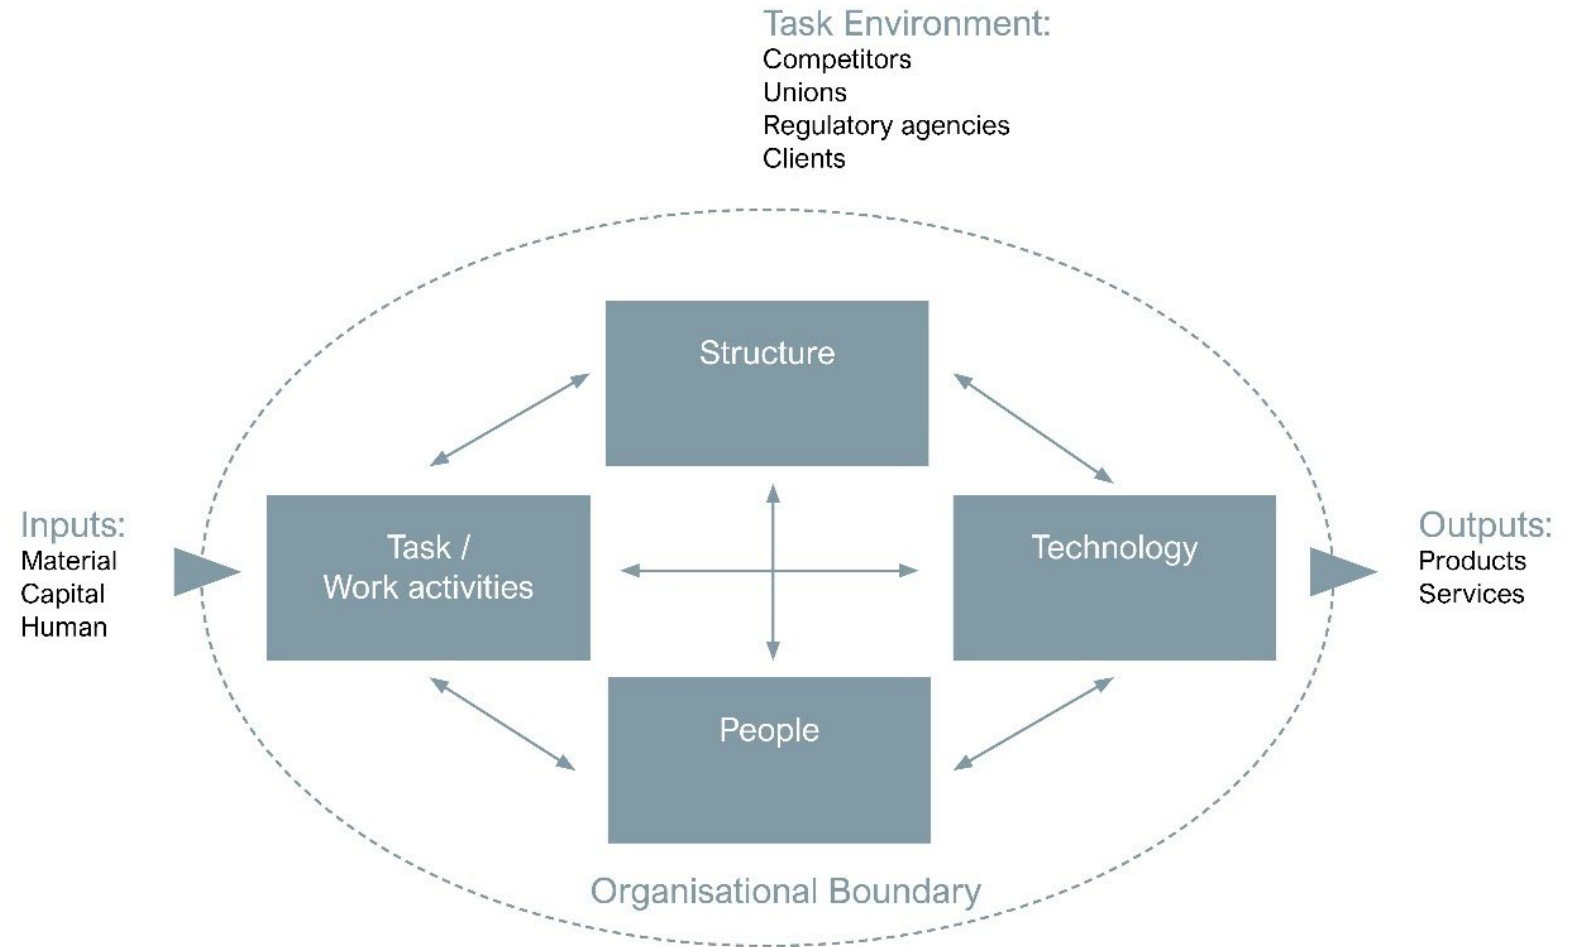 Task Environment:
Competitors
Unions
Regulatory agencies
Clients
Structure
Inputs:
Material
Capital
Human
Task /
Work activities
Technology
Outputs:
Products
Services
People
Organisational Boundary